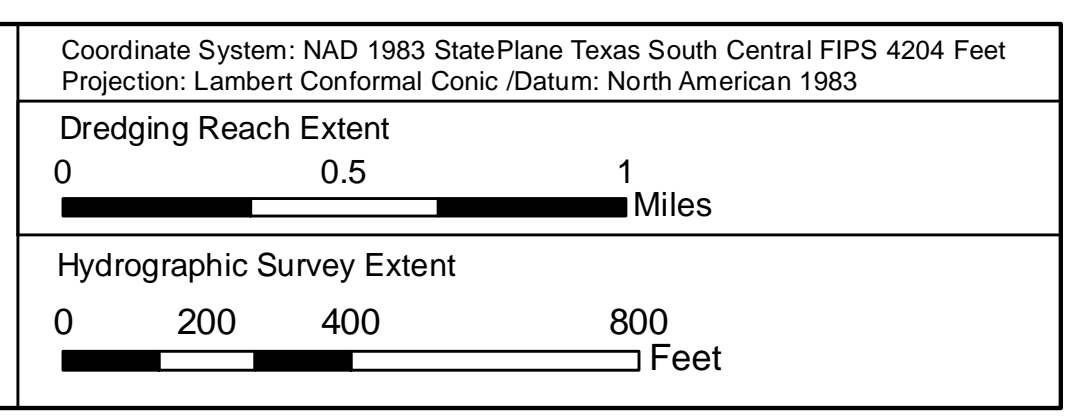 Coordinate System: NAD 1983 StatePlane Texas South Central FIPS 4204 Feet
Projection: Lambert Conformal Conic /Datum: North American 1983
Dredging Reach Extent
0 0.5 1
Miles
Hydrographic Survey Extent
0 200 400 800
Feet